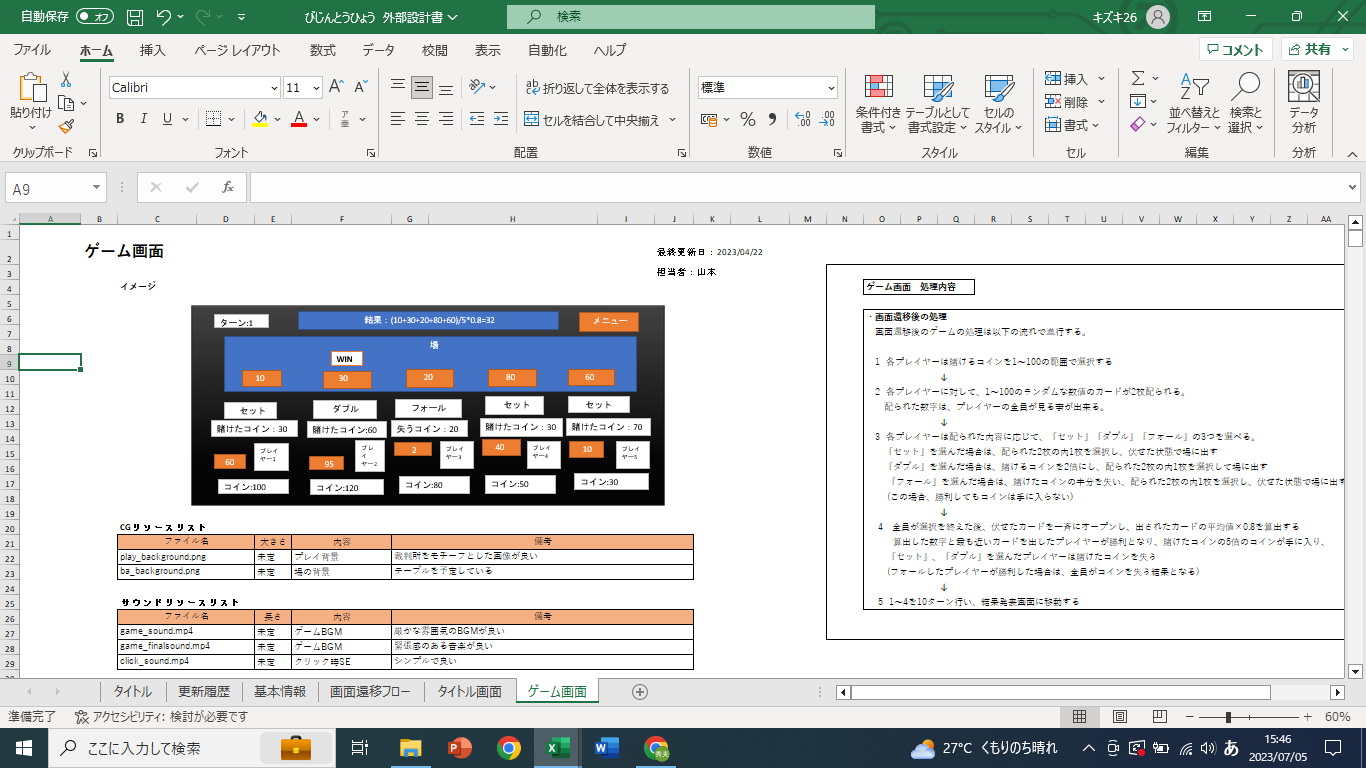 自動保存 オフ びじんとうひょう 外部設計書 検索 キズキ26
ファイル ホーム 挿入 ページ レイアウト 数式 データ 校閲 表示 自動化 ヘルプ コメント 共有
貼り付け Calibri 11 折り返して全体を表示する 標準 条件付き書式 テーブルとして書式設定 セルのスタイル 挿入 並べ替えとフィルター 検索と選択 データ分析
B I U セルを結合して中央揃え 削除
書式
クリップボード フォント 配置 数値 スタイル セル 編集 分析
A9 fx
A B C D E F G H I J K L M N O P Q R S T U V W X Y Z AA
1
2
3
4
5
6
7
8
9
10
11
12
13
14
15
16
17
18
19
20
21
22
23
24
25
26
27
28
29
ゲーム画面
最終更新日：2023/04/22
担当者：山本
イメージ
ターン:1 結果：(10+30+20+80+60)/5*0.8=32 メニュー
場
WIN
10 30 20 80 60
セット ダブル フォール セット セット
賭けたコイン：30 賭けたコイン:60 失うコイン：20 賭けたコイン：30 賭けたコイン：70
60 プレイヤー1 95 プレイヤー2 2 プレイヤー3 40 プレイヤー4 10 プレイヤー5
コイン:100 コイン:120 コイン:80 コイン:50 コイン:30
CGリソースリスト
ファイル名 大きさ 内容 備考
play_background.png 未定 プレイ背景 裁判所をモチーフとした画像が良い
ba_background.png 未定 場の背景 テーブルを予定している
サウンドリソースリスト
ファイル名 長さ 内容 備考
game_sound.mp4 未定 ゲームBGM 厳かな雰囲気のBGMが良い
game_finalsound.mp4 未定 ゲームBGM 緊張感のある音楽が良い
click_sound.mp4 未定 クリック時SE シンプルで良い
ゲーム画面 処理内容
・画面遷移後の処理
画面遷移後のゲームの処理は以下の流れで進行する。
1 各プレイヤーは賭けるコインを1～100の範囲で選択する
↓
2 各プレイヤーに対して、1～100のランダムな数値のカードが2枚配られる。
配られた数字は、プレイヤーの全員が見る事が出来る。
↓
3 各プレイヤーは配られた内容に応じて、「セット」「ダブル」「フォール」の3つを選べる。
「セット」を選んだ場合は、配られた2枚の内1枚を選択し、伏せた状態で場に出す
「ダブル」を選んだ場合は、賭けるコインを2倍にし、配られた2枚の内1枚を選択して場に出す
「フォール」を選んだ場合は、賭けたコインの半分を失い、配られた2枚の内1枚を選択し、伏せた状態で場に出す
(この場合、勝利してもコインは手に入らない)
↓
4 全員が選択を終えた後、伏せたカードを一斉にオープンし、出されたカードの平均値×0.8を算出する
算出した数字と最も近いカードを出したプレイヤーが勝利となり、賭けたコインの5倍のコインが手に入り、
「セット」、「ダブル」を選んだプレイヤーは賭けたコインを失う
(フォールしたプレイヤーが勝利した場合は、全員がコインを失う結果となる)
↓
5 1～4を10ターン行い、結果発表画面に移動する
タイトル 更新履歴 基本情報 画面遷移フロー タイトル画面 ゲーム画面
準備完了 アクセシビリティ: 検討が必要です 60%
ここに入力して検索 27°C くもりのち晴れ あ 15:46
2023/07/05